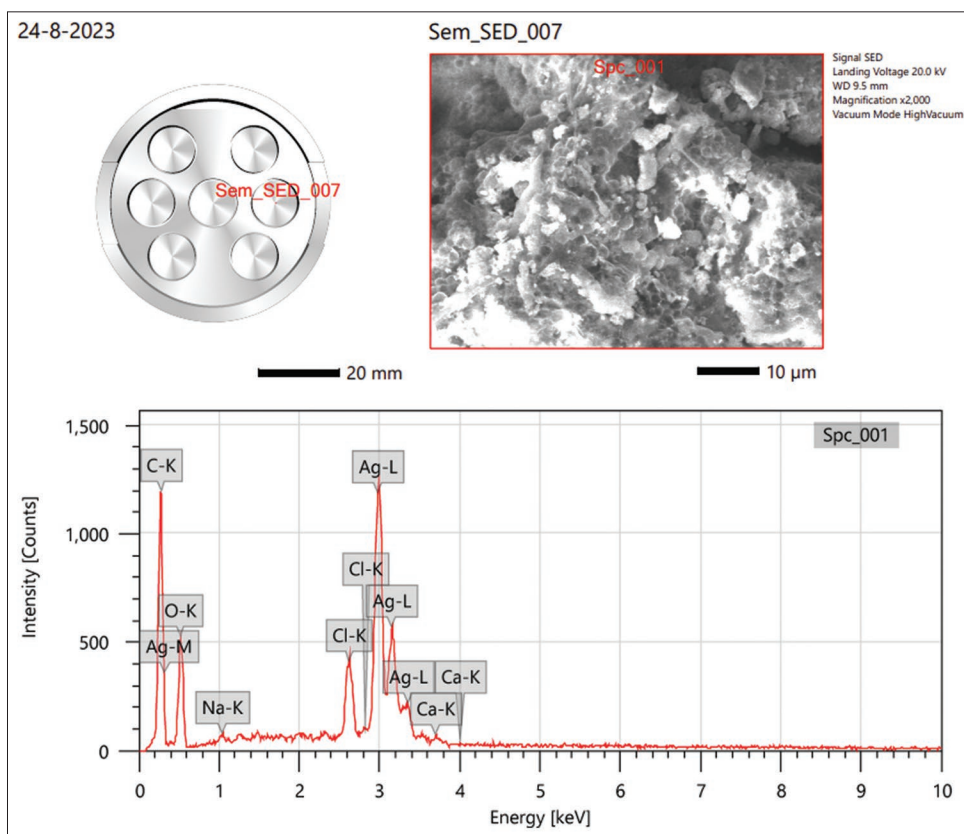 24-8-2023
Sem_SED_007
Spc_001
Signal SED
Landing Voltage 20.0 kV
WD 9.5 mm
Magnification x2,000
Vacuum Mode HighVacuum
Sem_SED_007
20 mm
10 µm
Spc_001
1,500
1,000
500
0
Intensity [Counts]
C-K
Ag-M
O-K
Na-K
Cl-K
Cl-K
Ag-L
Ag-L
Ag-L
Ca-K
Ca-K
0 1 2 3 4 5 6 7 8 9 10
Energy [keV]